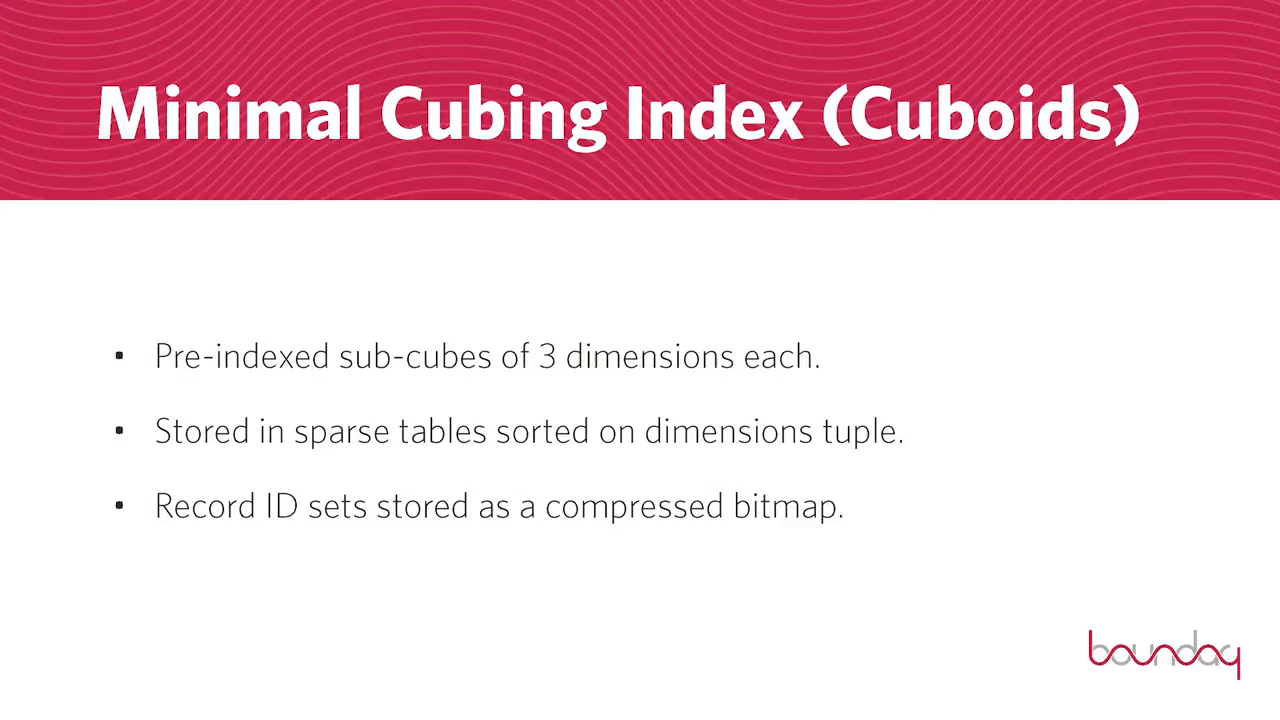 Minimal Cubing Index (Cuboids)
• Pre-indexed sub-cubes of 3 dimensions each.
• Stored in sparse tables sorted on dimensions tuple.
• Record ID sets stored as a compressed bitmap.
boundary